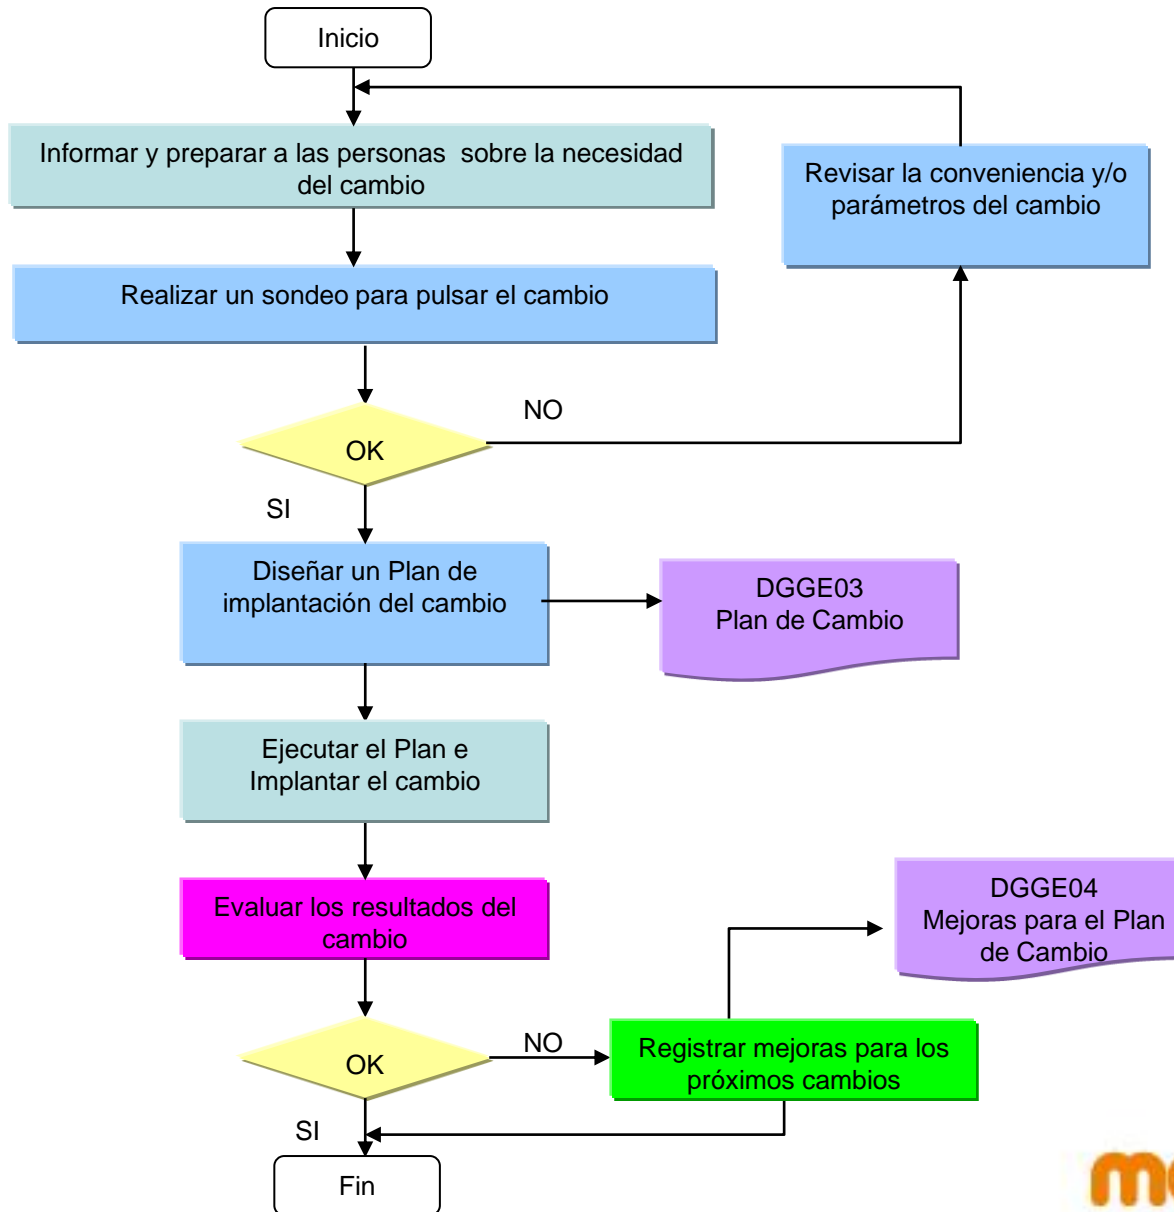 Inicio
Informar y preparar a las personas sobre la necesidad
del cambio
Revisar la conveniencia y/o
parámetros del cambio
Realizar un sondeo para pulsar el cambio
NO
OK
SI
Diseñar un Plan de
implantación del cambio
DGGE03
Plan de Cambio
Ejecutar el Plan e
Implantar el cambio
Evaluar los resultados del
cambio
DGGE04
Mejoras para el Plan
de Cambio
NO
OK
Registrar mejoras para los
próximos cambios
SI
Fin